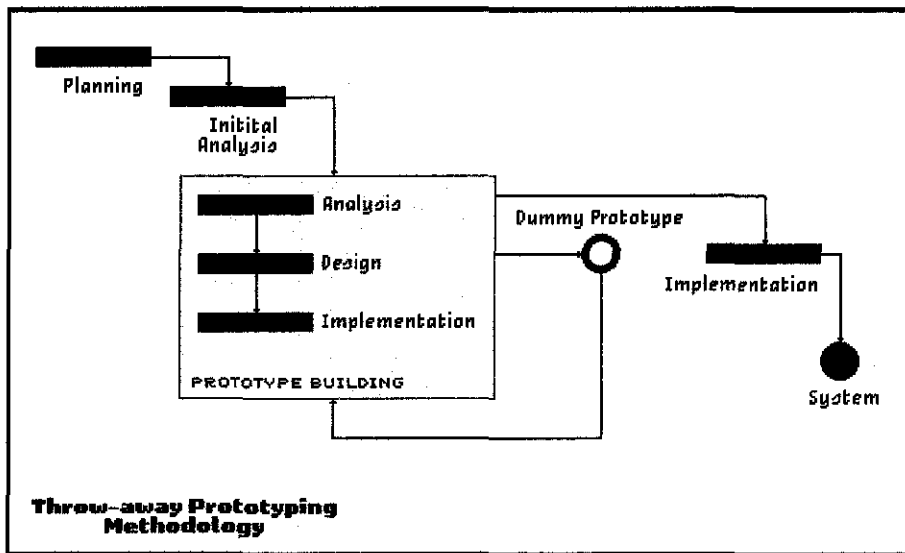 Planning
Initital
Analysis
Analysis
Dummy Prototype
Design
Implementation
Implementation
PROTOTYPE BUILDING
System
Throw-away Prototyping
Methodology